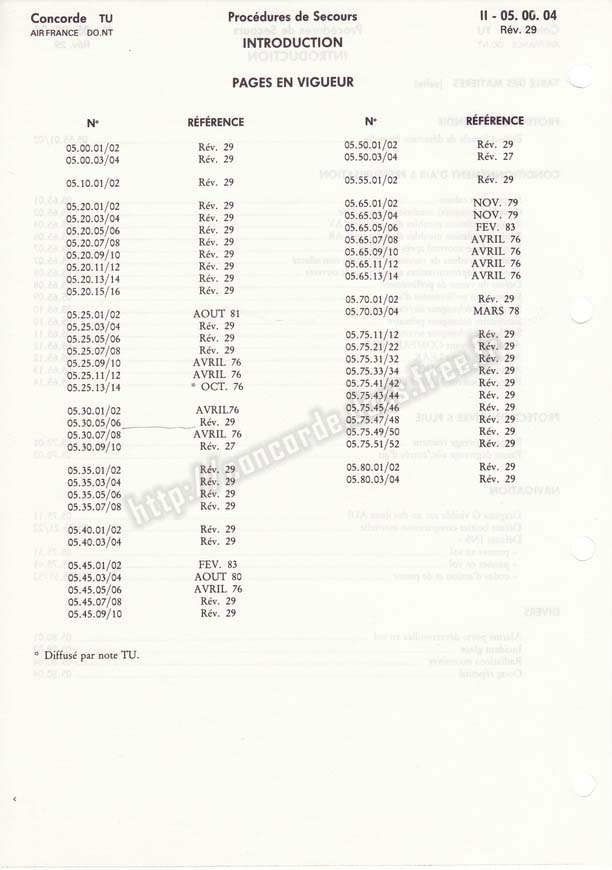 Concorde TU
AIR FRANCE DO.NT
Procédures de Secours
INTRODUCTION
II - 05. 00. 04
Rév. 29
PAGES EN VIGUEUR
N° RÉFÉRENCE
05.00.01/02 Rév. 29
05.00.03/04 Rév. 29
05.10.01/02 Rév. 29
05.20.01/02 Rév. 29
05.20.03/04 Rév. 29
05.20.05/06 Rév. 29
05.20.07/08 Rév. 29
05.20.09/10 Rév. 29
05.20.11/12 Rév. 29
05.20.13/14 Rév. 29
05.20.15/16 Rév. 29
05.25.01/02 AOUT 81
05.25.03/04 Rév. 29
05.25.05/06 Rév. 29
05.25.07/08 Rév. 29
05.25.09/10 AVRIL 76
05.25.11/12 AVRIL 76
05.25.13/14 * OCT. 76
05.30.01/02 AVRIL76
05.30.05/06 Rév. 29
05.30.07/08 AVRIL 76
05.30.09/10 Rév. 27
05.35.01/02 Rév. 29
05.35.03/04 Rév. 29
05.35.05/06 Rév. 29
05.35.07/08 Rév. 29
05.40.01/02 Rév. 29
05.40.03/04 Rév. 29
05.45.01/02 FEV. 83
05.45.03/04 AOUT 80
05.45.05/06 AVRIL 76
05.45.07/08 Rév. 29
05.45.09/10 Rév. 29
N° RÉFÉRENCE
05.50.01/02 Rév. 29
05.50.03/04 Rév. 27
05.55.01/02 Rév. 29
05.65.01/02 NOV. 79
05.65.03/04 NOV. 79
05.65.05/06 FEV. 83
05.65.07/08 AVRIL 76
05.65.09/10 AVRIL 76
05.65.11/12 AVRIL 76
05.65.13/14 AVRIL 76
05.70.01/02 Rév. 29
05.70.03/04 MARS 78
05.75.11/12 Rév. 29
05.75.21/22 Rév. 29
05.75.31/32 Rév. 29
05.75.33/34 Rév. 29
05.75.41/42 Rév. 29
05.75.43/44 Rév. 29
05.75.45/46 Rév. 29
05.75.47/48 Rév. 29
05.75.49/50 Rév. 29
05.75.51/52 Rév. 29
05.80.01/02 Rév. 29
05.80.03/04 Rév. 29
* Diffusé par note TU.